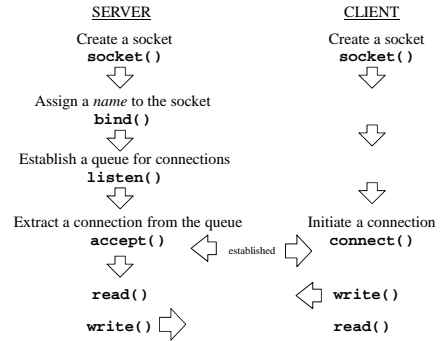 SERVER
Create a socket
socket()
Assign a name to the socket
bind()
Establish a queue for connections
listen()
Extract a connection from the queue
accept()
read()
write()
established
CLIENT
Create a socket
socket()
Initiate a connection
connect()
write()
read()